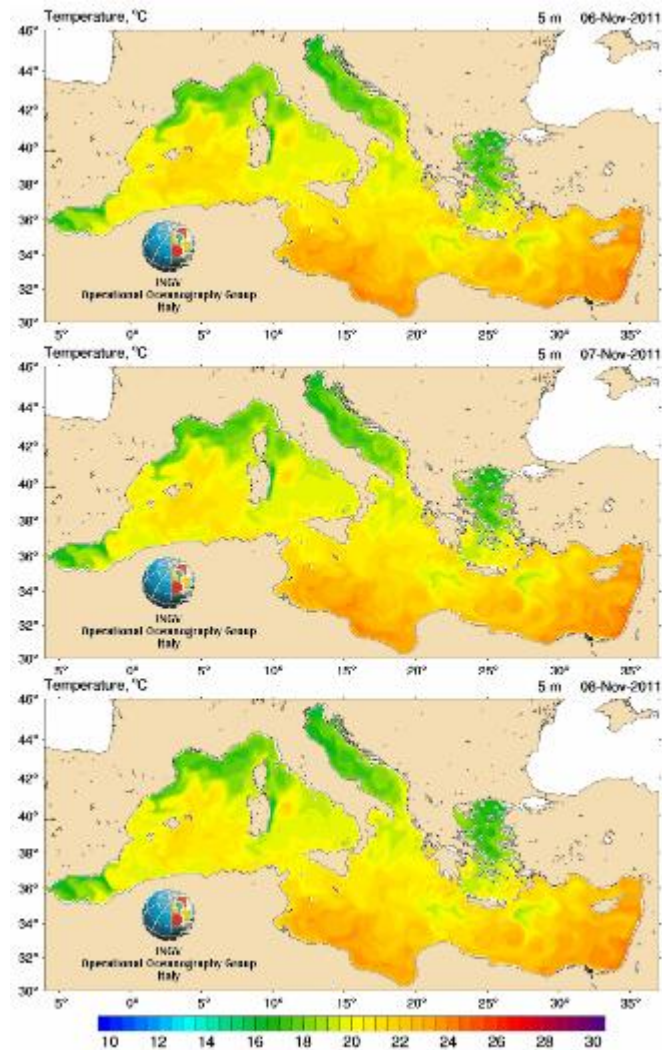 Temperature, °C 5 m 06-Nov-2011
46°
44°
42°
40°
38°
36°
34°
32°
30°
INGV
Operational Oceanography Group
Italy
5° 0° 5° 10° 15° 20° 25° 30° 35°
Temperature, °C 5 m 07-Nov-2011
46°
44°
42°
40°
38°
36°
34°
32°
30°
INGV
Operational Oceanography Group
Italy
5° 0° 5° 10° 15° 20° 25° 30° 35°
Temperature, °C 5 m 08-Nov-2011
46°
44°
42°
40°
38°
36°
34°
32°
30°
INGV
Operational Oceanography Group
Italy
5° 0° 5° 10° 15° 20° 25° 30° 35°
10 12 14 16 18 20 22 24 26 28 30